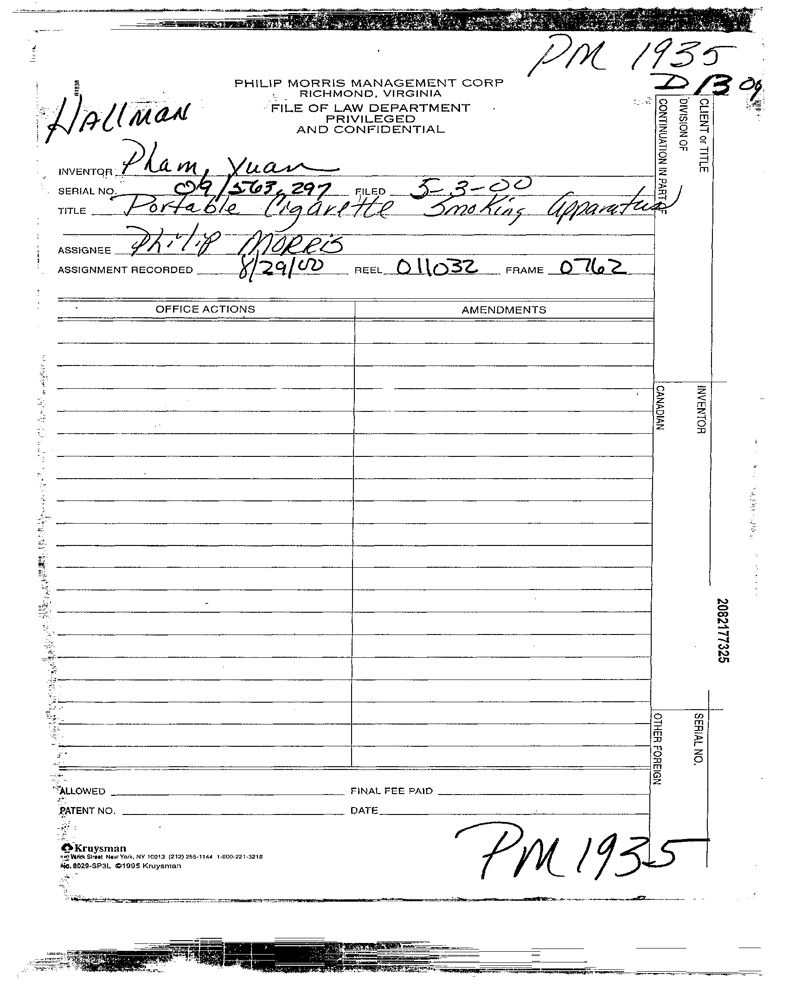 PM 1935
D/B
PHILIP MORRIS MANAGEMENT CORP
RICHMOND, VIRGINIA
FILE OF LAW DEPARTMENT
PRIVILEGED
AND CONFIDENTIAL
HALLMAN
INVENTOR: Pham, Yuan
SERIAL NO. 09/563,297 FILED 5-3-00
TITLE Portable Cigarette Smoking Apparatus
ASSIGNEE Philip MORRIS
ASSIGNMENT RECORDED 8/29/00 REEL 011032 FRAME 0762
OFFICE ACTIONS AMENDMENTS
CLIENT or TITLE
DIVISION OF
CONTINUATION IN PART OF
INVENTOR
CANADIAN
2082177325
SERIAL NO.
OTHER FOREIGN
ALLOWED FINAL FEE PAID
PATENT NO. DATE
Kruysman
Varick Street New York, NY 10013 (212) 255-1144 1-800-221-3218
No. 8029-SP3L ©1995 Kruysman
PM 1935